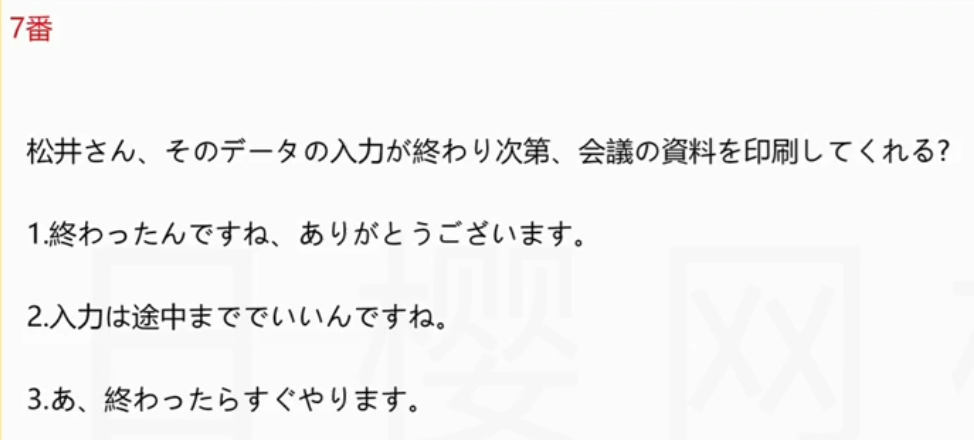 7番
松井さん、そのデータの入力が終わり次第、会議の資料を印刷してくれる?
1.終わったんですね、ありがとうございます。
2.入力は途中まででいいんですね。
3.あ、終わったらすぐやります。
日樱网